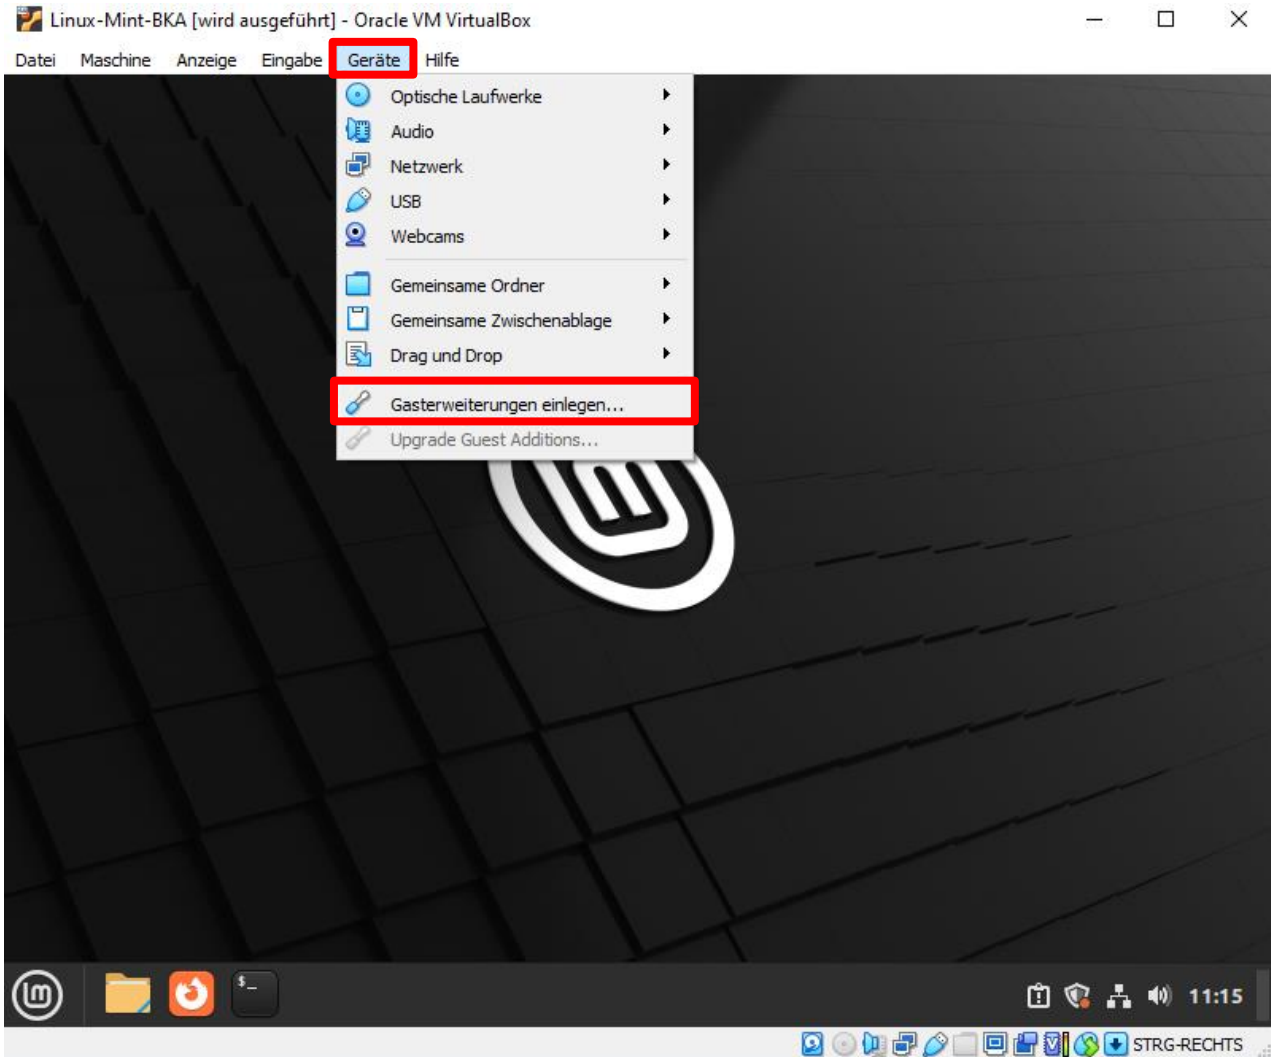 Linux-Mint-BKA [wird ausgeführt] - Oracle VM VirtualBox
Datei Maschine Anzeige Eingabe Geräte Hilfe
Optische Laufwerke
Audio
Netzwerk
USB
Webcams
Gemeinsame Ordner
Gemeinsame Zwischenablage
Drag und Drop
Gasterweiterungen einlegen...
Upgrade Guest Additions...
$_
11:15
STRG-RECHTS